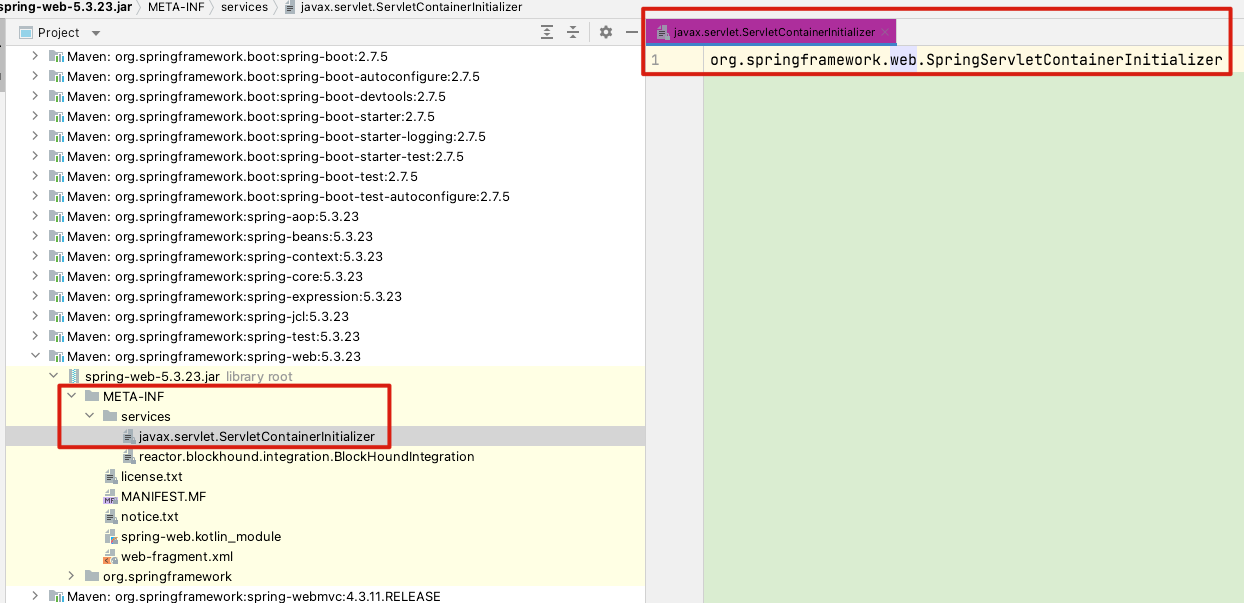 spring-web-5.3.23.jar META-INF services javax.servlet.ServletContainerInitializer
Project
Maven: org.springframework.boot:spring-boot:2.7.5
Maven: org.springframework.boot:spring-boot-autoconfigure:2.7.5
Maven: org.springframework.boot:spring-boot-devtools:2.7.5
Maven: org.springframework.boot:spring-boot-starter:2.7.5
Maven: org.springframework.boot:spring-boot-starter-logging:2.7.5
Maven: org.springframework.boot:spring-boot-starter-test:2.7.5
Maven: org.springframework.boot:spring-boot-test:2.7.5
Maven: org.springframework.boot:spring-boot-test-autoconfigure:2.7.5
Maven: org.springframework:spring-aop:5.3.23
Maven: org.springframework:spring-beans:5.3.23
Maven: org.springframework:spring-context:5.3.23
Maven: org.springframework:spring-core:5.3.23
Maven: org.springframework:spring-expression:5.3.23
Maven: org.springframework:spring-jcl:5.3.23
Maven: org.springframework:spring-test:5.3.23
Maven: org.springframework:spring-web:5.3.23
spring-web-5.3.23.jar library root
META-INF
services
javax.servlet.ServletContainerInitializer
reactor.blockhound.integration.BlockHoundIntegration
license.txt
MANIFEST.MF
notice.txt
spring-web.kotlin_module
web-fragment.xml
org.springframework
Maven: org.springframework:spring-webmvc:4.3.11.RELEASE
javax.servlet.ServletContainerInitializer
1 org.springframework.web.SpringServletContainerInitializer